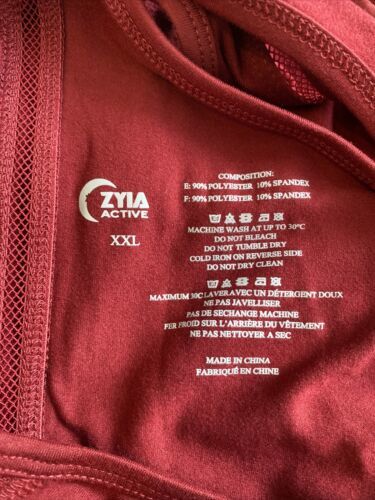 ZYIA
ACTIVE
XXL
COMPOSITION:
E: 90% POLYESTER 10% SPANDEX
F: 90% POLYESTER 10% SPANDEX
MACHINE WASH AT UP TO 30°C
DO NOT BLEACH
DO NOT TUMBLE DRY
COLD IRON ON REVERSE SIDE
DO NOT DRY CLEAN
MAXIMUM 30C LAVER AVEC UN DÉTERGENT DOUX
NE PAS JAVELLISER
PAS DE SECHANGE MACHINE
FER FROID SUR L'ARRIÈRE DU VÊTEMENT
NE PAS NETTOYER A SEC
MADE IN CHINA
FABRIQUÉ EN CHINE